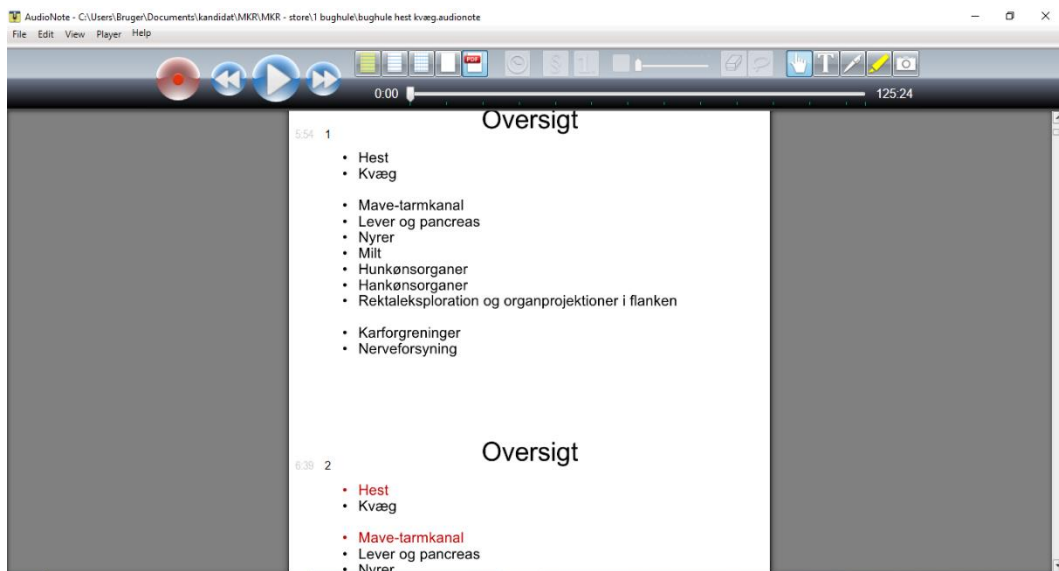 AudioNote - C:\Users\Bruger\Documents\kandidat\MKR\MKR - store\1 bughule\bughule hest kvæg.audionote
File Edit View Player Help
PDF
T
0:00 125:24
Oversigt
5:54 1
• Hest
• Kvæg
• Mave-tarmkanal
• Lever og pancreas
• Nyrer
• Milt
• Hunkønsorganer
• Hankønsorganer
• Rektaleksploration og organprojektioner i flanken
• Karforgreninger
• Nerveforsyning
Oversigt
6:39 2
• Hest
• Kvæg
• Mave-tarmkanal
• Lever og pancreas
• Nyrer